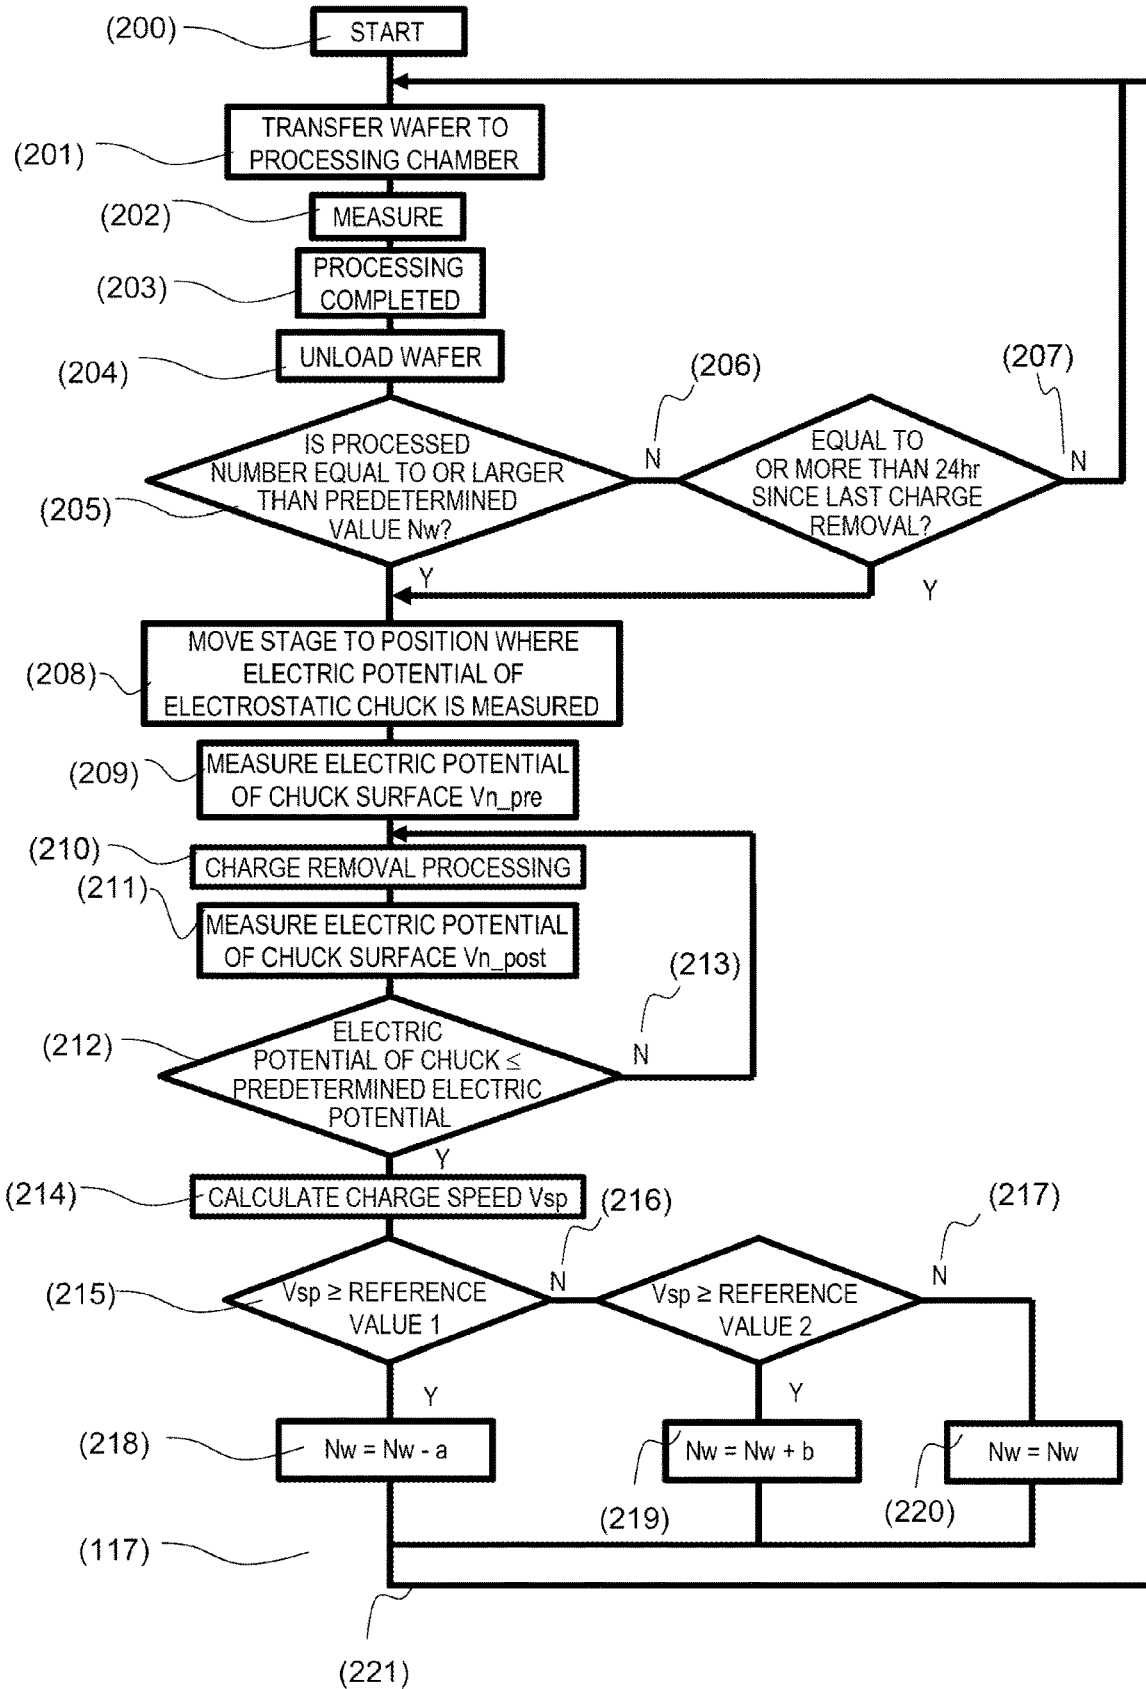 (200)
START
TRANSFER WAFER TO
PROCESSING CHAMBER
(201)
(202)
MEASURE
PROCESSING
COMPLETED
(203)
UNLOAD WAFER
(204)
(206)
(207)
IS PROCESSED
NUMBER EQUAL TO OR LARGER
THAN PREDETERMINED
VALUE Nw?
(205)
N
EQUAL TO
OR MORE THAN 24hr
SINCE LAST CHARGE
REMOVAL?
N
Y
Y
MOVE STAGE TO POSITION WHERE
ELECTRIC POTENTIAL OF
ELECTROSTATIC CHUCK IS MEASURED
(208)
MEASURE ELECTRIC POTENTIAL
OF CHUCK SURFACE Vn_pre
(209)
(210)
CHARGE REMOVAL PROCESSING
(211)
MEASURE ELECTRIC POTENTIAL
OF CHUCK SURFACE Vn_post
(213)
(212)
ELECTRIC
POTENTIAL OF CHUCK ≤
PREDETERMINED ELECTRIC
POTENTIAL
N
Y
(214)
CALCULATE CHARGE SPEED Vsp
(216)
(217)
(215)
Vsp ≥ REFERENCE
VALUE 1
N
Vsp ≥ REFERENCE
VALUE 2
N
Y
Y
(218)
Nw = Nw - a
Nw = Nw + b
Nw = Nw
(219)
(220)
(117)
(221)